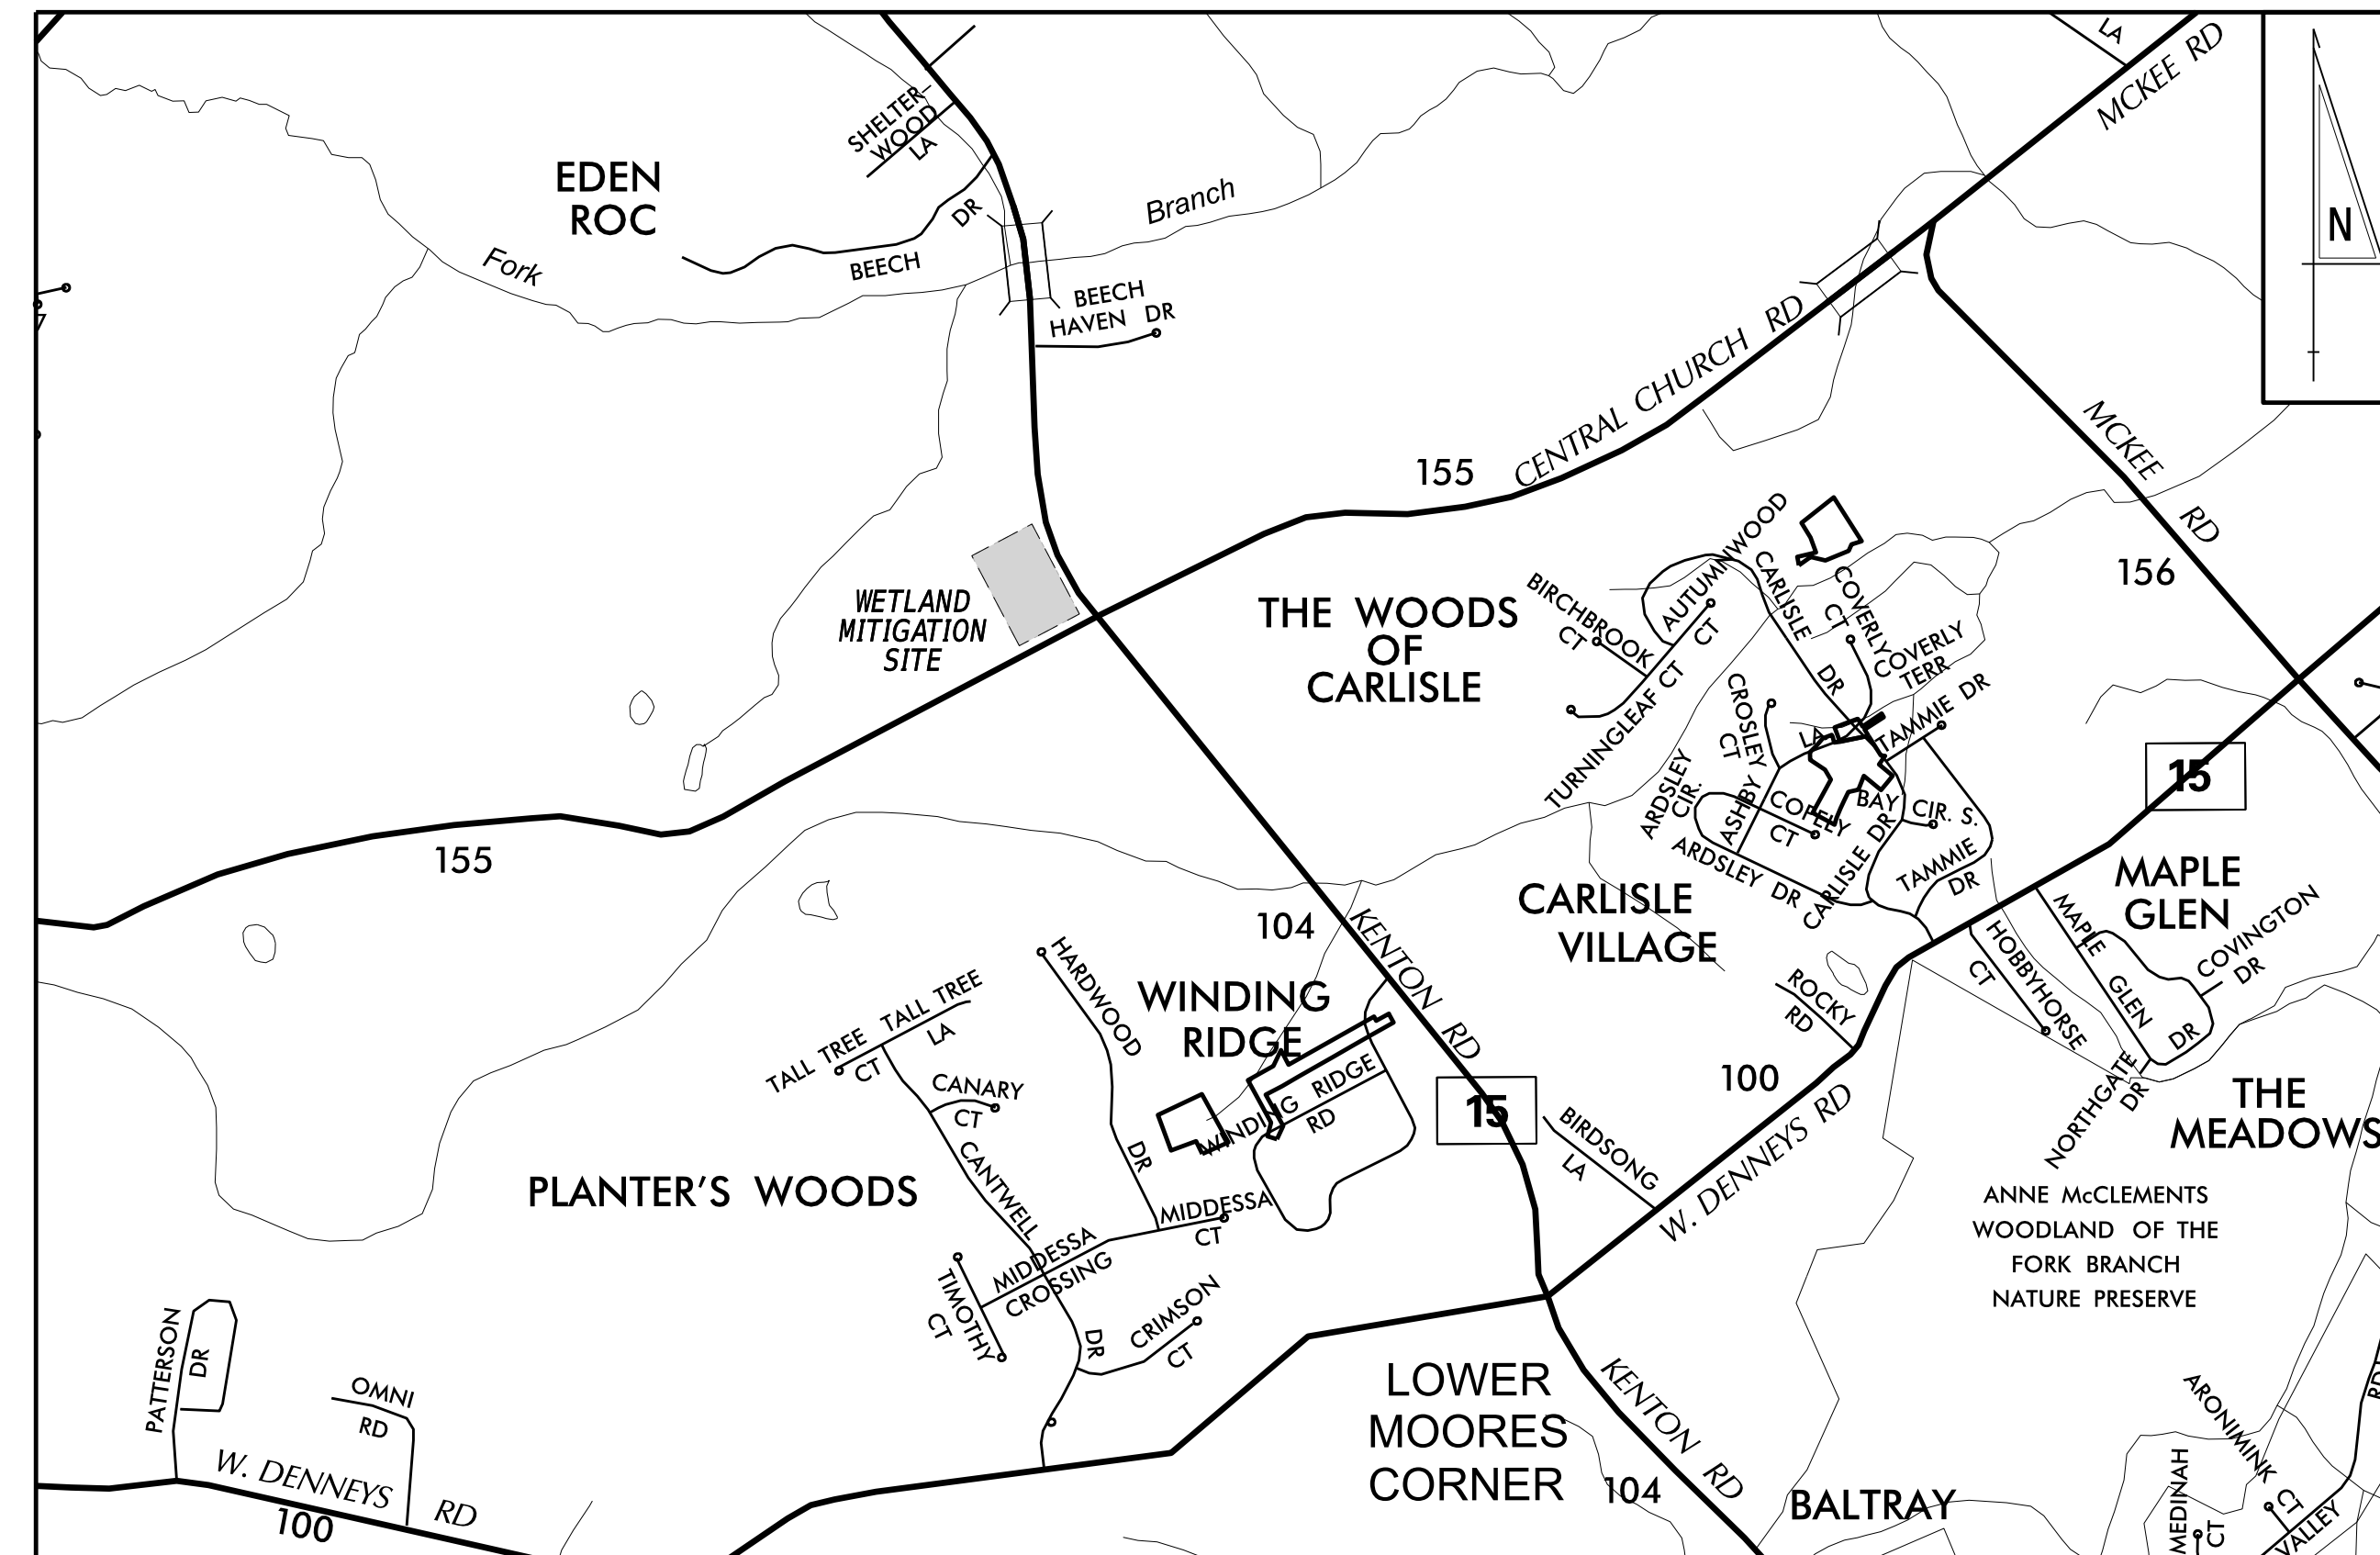 LA
MCKEE RD
SHELTER-
WOOD
LA
EDEN
ROC
DR
Branch
N
Fork
BEECH
BEECH
HAVEN DR
7
CENTRAL CHURCH RD
155
MCKEE RD
156
WETLAND
MITIGATION
SITE
THE WOODS
OF
CARLISLE
BIRCHBROOK
CT
AUTUMNWOOD
CT
CARLISLE
DR
COVERLY
CT
COVERLY
TERR
TURNINGLEAF CT
CROSLEY
CT
TAMMIE DR
LA
ASHBY
ARDSLEY
CIR.
COPELY
CT
BAY CIR. S.
15
155
ARDSLEY DR
CARLISLE DR
TAMMIE
DR
MAPLE
GLEN
CARLISLE
VILLAGE
104
KENTON RD
HARDWOOD
DR
WINDING
RIDGE
TALL TREE
LA
TALL TREE
CT
ROCKY
RD
HOBBYHORSE
CT
MAPLE GLEN
DR
COVINGTON
DR
CANARY
CT
WINDING RIDGE
RD
15
100
NORTHGATE
DR
THE
MEADOWS
BIRDSONG
LA
W. DENNEYS RD
PLANTER’S WOODS
CANTWELL
DR
MIDDESSA
CT
MIDDESSA
CROSSING
ANNE McCLEMENTS
WOODLAND OF THE
FORK BRANCH
NATURE PRESERVE
TIMOTHY
CT
CRIMSON
CT
PATTERSON
DR
OMNI
RD
LOWER
MOORES
CORNER
KENTON RD
104
BALTRAY
W. DENNEYS RD
100
ARONIMINK CT
MEDINAH
CT
VALLEY